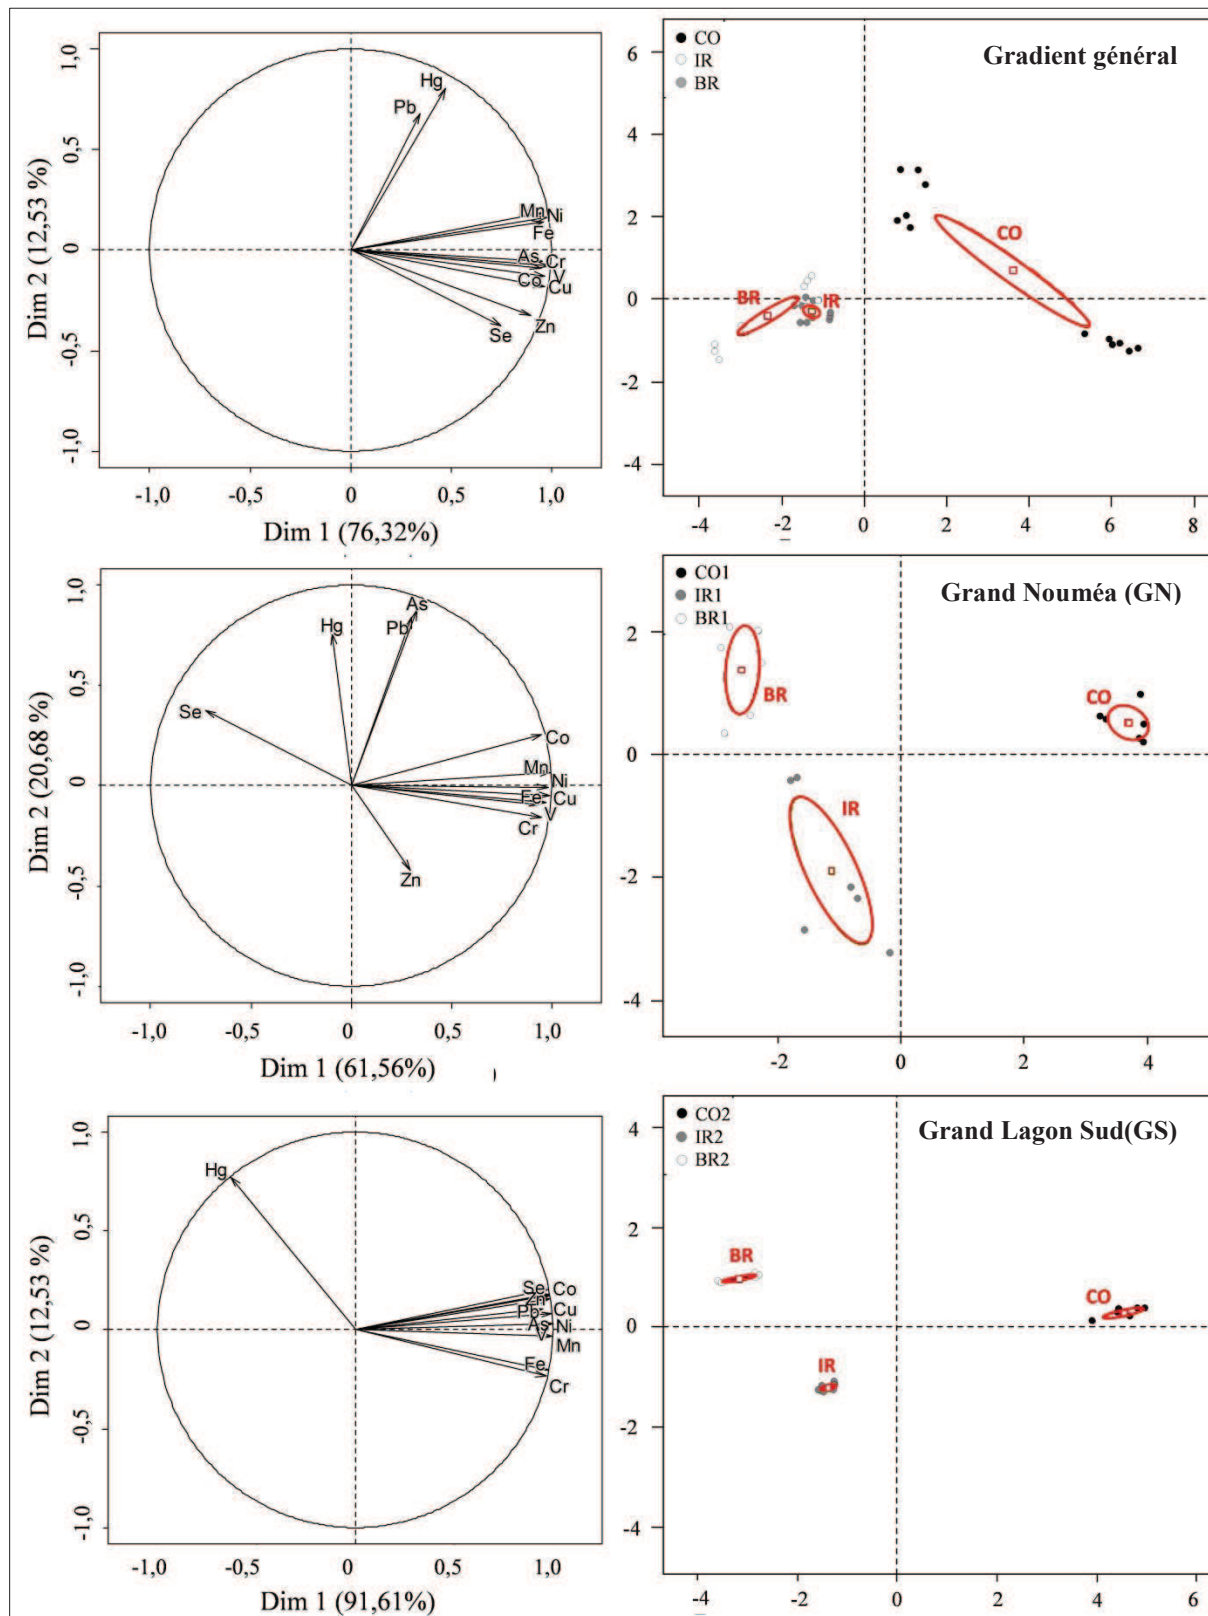 Dim 2 (12,53 %)
1,0
0,5
0
-0,5
-1,0
Hg
Pb
Mn
Ni
Fe
As
Cr
Co
V
Cu
Zn
Se
-1,0
-0,5
0
0,5
1,0
Dim 1 (76,32%)
CO
IR
BR
Gradient général
6
4
2
0
-2
-4
CO
BR
IR
-4
-2
0
2
4
6
8
Dim 2 (20,68 %)
1,0
0,5
0
-0,5
-1,0
As
Hg
Pb
Se
Co
Mn
Ni
Fe
Cu
V
Cr
Zn
-1,0
-0,5
0
0,5
1,0
Dim 1 (61,56%)
CO1
IR1
BR1
Grand Nouméa (GN)
2
0
-2
-4
BR
CO
IR
-2
0
2
4
Dim 2 (12,53 %)
1,0
0,5
0
-0,5
-1,0
Hg
Se
Co
Zn
Pb
Cu
As
Ni
V
Mn
Fe
Cr
-1,0
-0,5
0
0,5
1,0
Dim 1 (91,61%)
CO2
IR2
BR2
Grand Lagon Sud(GS)
4
2
0
-2
-4
BR
CO
IR
-4
-2
0
2
4